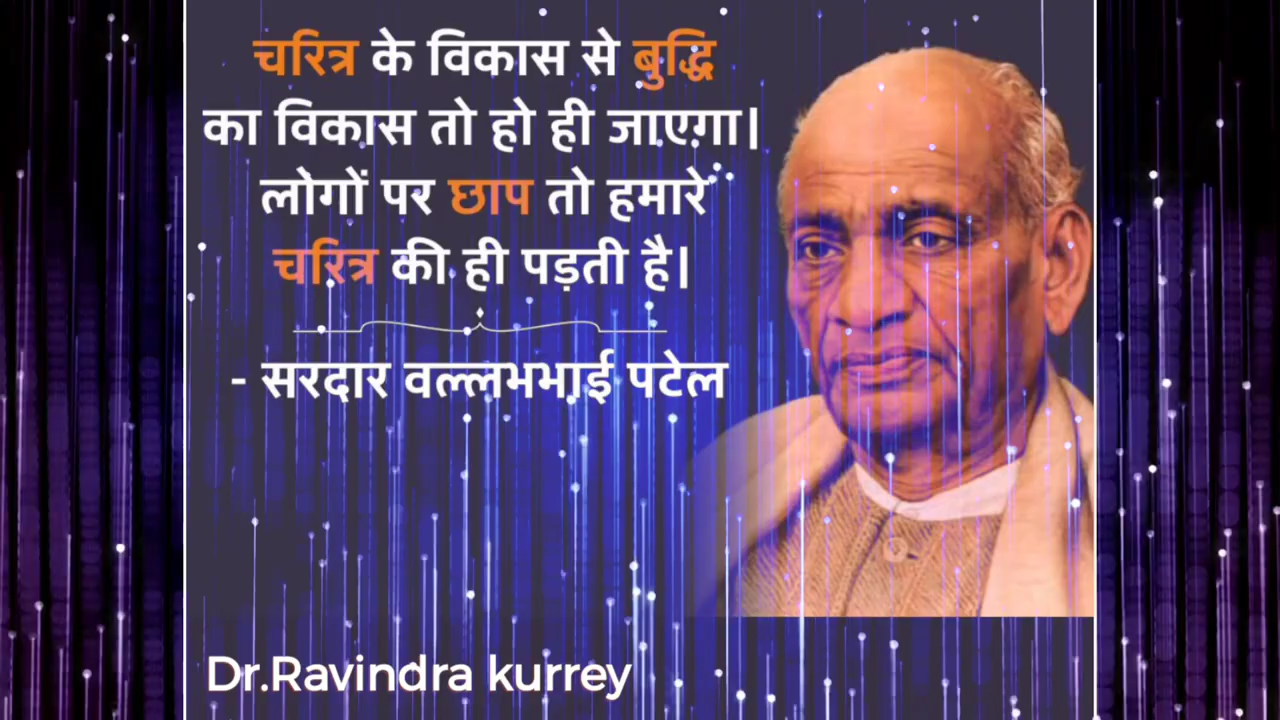 चरित्र के विकास से बुद्धि
का विकास तो हो ही जाएगा।
लोगों पर छाप तो हमारे
चरित्र की ही पड़ती है।
- सरदार वल्लभभाई पटेल
Dr.Ravindra kurrey